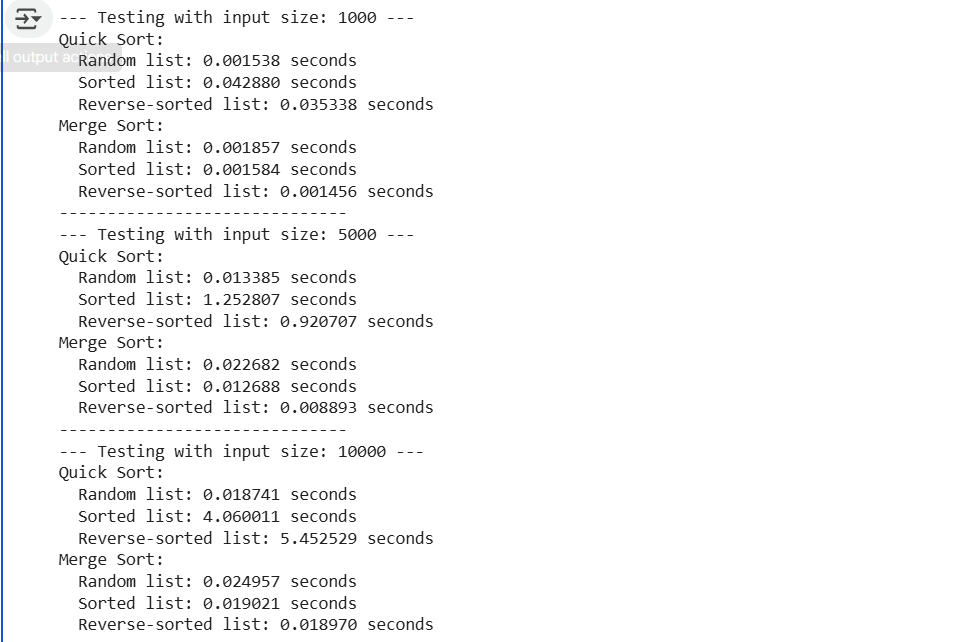 --- Testing with input size: 1000 ---
Quick Sort:
Random list: 0.001538 seconds
Sorted list: 0.042880 seconds
Reverse-sorted list: 0.035338 seconds
Merge Sort:
Random list: 0.001857 seconds
Sorted list: 0.001584 seconds
Reverse-sorted list: 0.001456 seconds
------------------------------
--- Testing with input size: 5000 ---
Quick Sort:
Random list: 0.013385 seconds
Sorted list: 1.252807 seconds
Reverse-sorted list: 0.920707 seconds
Merge Sort:
Random list: 0.022682 seconds
Sorted list: 0.012688 seconds
Reverse-sorted list: 0.008893 seconds
------------------------------
--- Testing with input size: 10000 ---
Quick Sort:
Random list: 0.018741 seconds
Sorted list: 4.060011 seconds
Reverse-sorted list: 5.452529 seconds
Merge Sort:
Random list: 0.024957 seconds
Sorted list: 0.019021 seconds
Reverse-sorted list: 0.018970 seconds